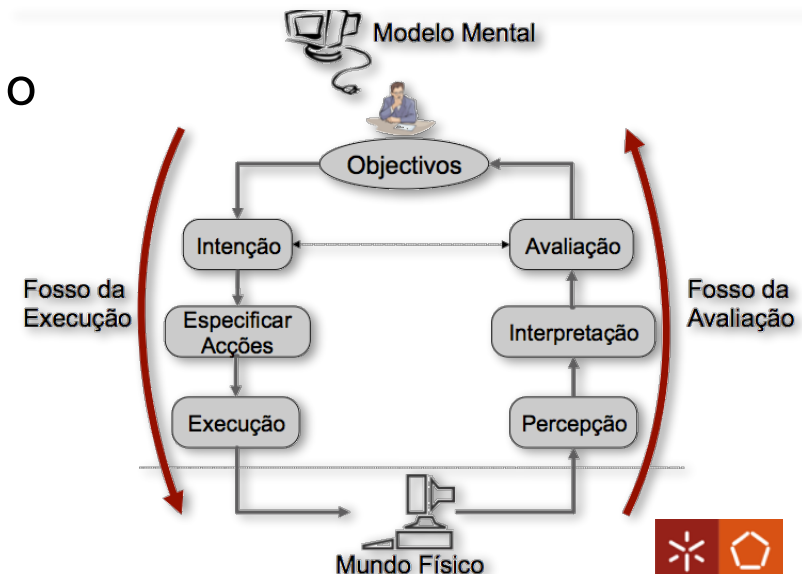 Modelo Mental
o
Objectivos
Intenção
Avaliação
Fosso da
Execução
Especificar
Acções
Interpretação
Fosso da
Avaliação
Execução
Percepção
Mundo Físico